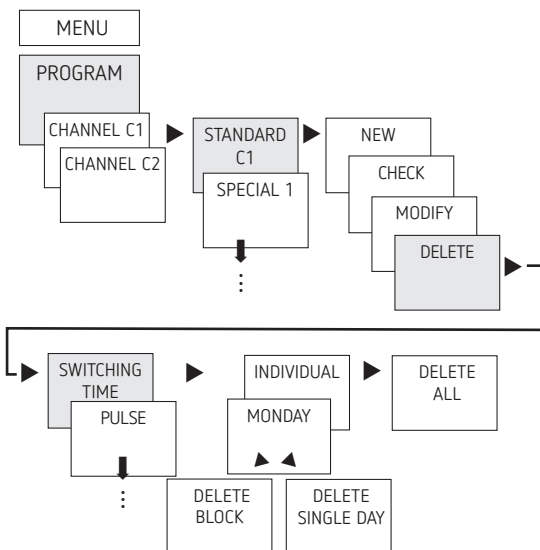 MENU
PROGRAM
CHANNEL C1
CHANNEL C2
STANDARD
C1
SPECIAL 1
NEW
CHECK
MODIFY
DELETE
SWITCHING
TIME
PULSE
INDIVIDUAL
MONDAY
DELETE
ALL
DELETE
BLOCK
DELETE
SINGLE DAY